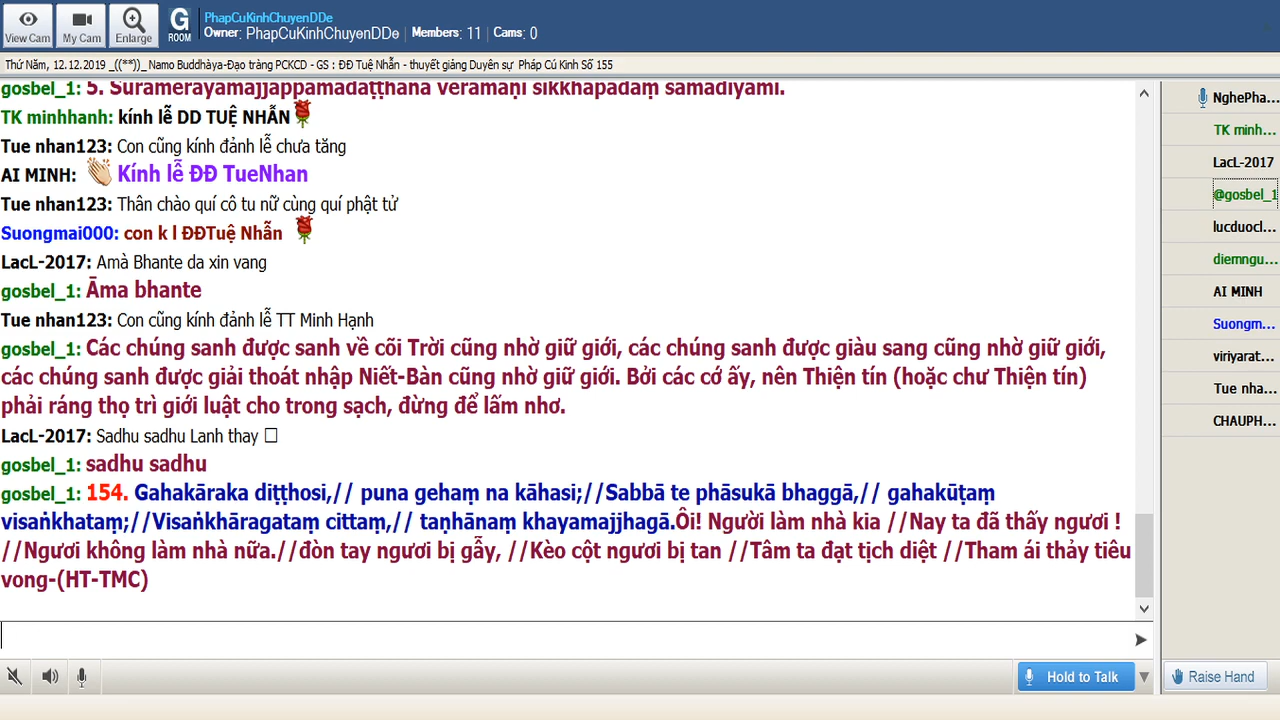 View Cam
My Cam
Enlarge
G
ROOM
PhapCuKinhChuyenDDe
Owner: PhapCuKinhChuyenDDe Members: 11 Cams: 0
Thứ Năm, 12.12.2019 _((**))_ Namo Buddhàya-Đạo tràng PCKCD - GS : ĐĐ Tuệ Nhẫn - thuyết giảng Duyên sự Pháp Cú Kinh Số 155
gosbel_1: 5. Surāmerayamajjappamādaṭṭhānā veramaṇī sikkhāpadaṃ samādiyāmi.
TK minhhanh: kính lễ DD TUỆ NHẪN
Tue nhan123: Con cũng kính đảnh lễ chưa tăng
AI MINH: Kính lễ ĐĐ TueNhan
Tue nhan123: Thân chào quí cô tu nữ cùng quí phật tử
Suongmai000: con k l ĐĐTuệ Nhẫn
LacL-2017: Amà Bhante da xin vang
gosbel_1: Āma bhante
Tue nhan123: Con cũng kính đảnh lễ TT Minh Hạnh
gosbel_1: Các chúng sanh được sanh về cõi Trời cũng nhờ giữ giới, các chúng sanh được giàu sang cũng nhờ giữ giới,
các chúng sanh được giải thoát nhập Niết-Bàn cũng nhờ giữ giới. Bởi các cớ ấy, nên Thiện tín (hoặc chư Thiện tín)
phải ráng thọ trì giới luật cho trong sạch, đừng để lấm nhơ.
LacL-2017: Sadhu sadhu Lanh thay
gosbel_1: sadhu sadhu
gosbel_1: 154. Gahakāraka diṭṭhosi,// puna gehaṃ na kāhasi;//Sabbā te phāsukā bhaggā,// gahakūṭaṃ
visaṅkhataṃ;//Visaṅkhāragataṃ cittaṃ,// taṇhānaṃ khayamajjhagā.Ôi! Người làm nhà kia //Nay ta đã thấy ngươi !
//Ngươi không làm nhà nữa.//đòn tay ngươi bị gẫy, //Kèo cột ngươi bị tan //Tâm ta đạt tịch diệt //Tham ái thảy tiêu
vong-(HT-TMC)
NghePha...
TK minh...
LacL-2017
@gosbel_1
lucduocl...
diemngu...
AI MINH
Suongm...
viriyarat...
Tue nha...
CHAUPH...
Hold to Talk
Raise Hand